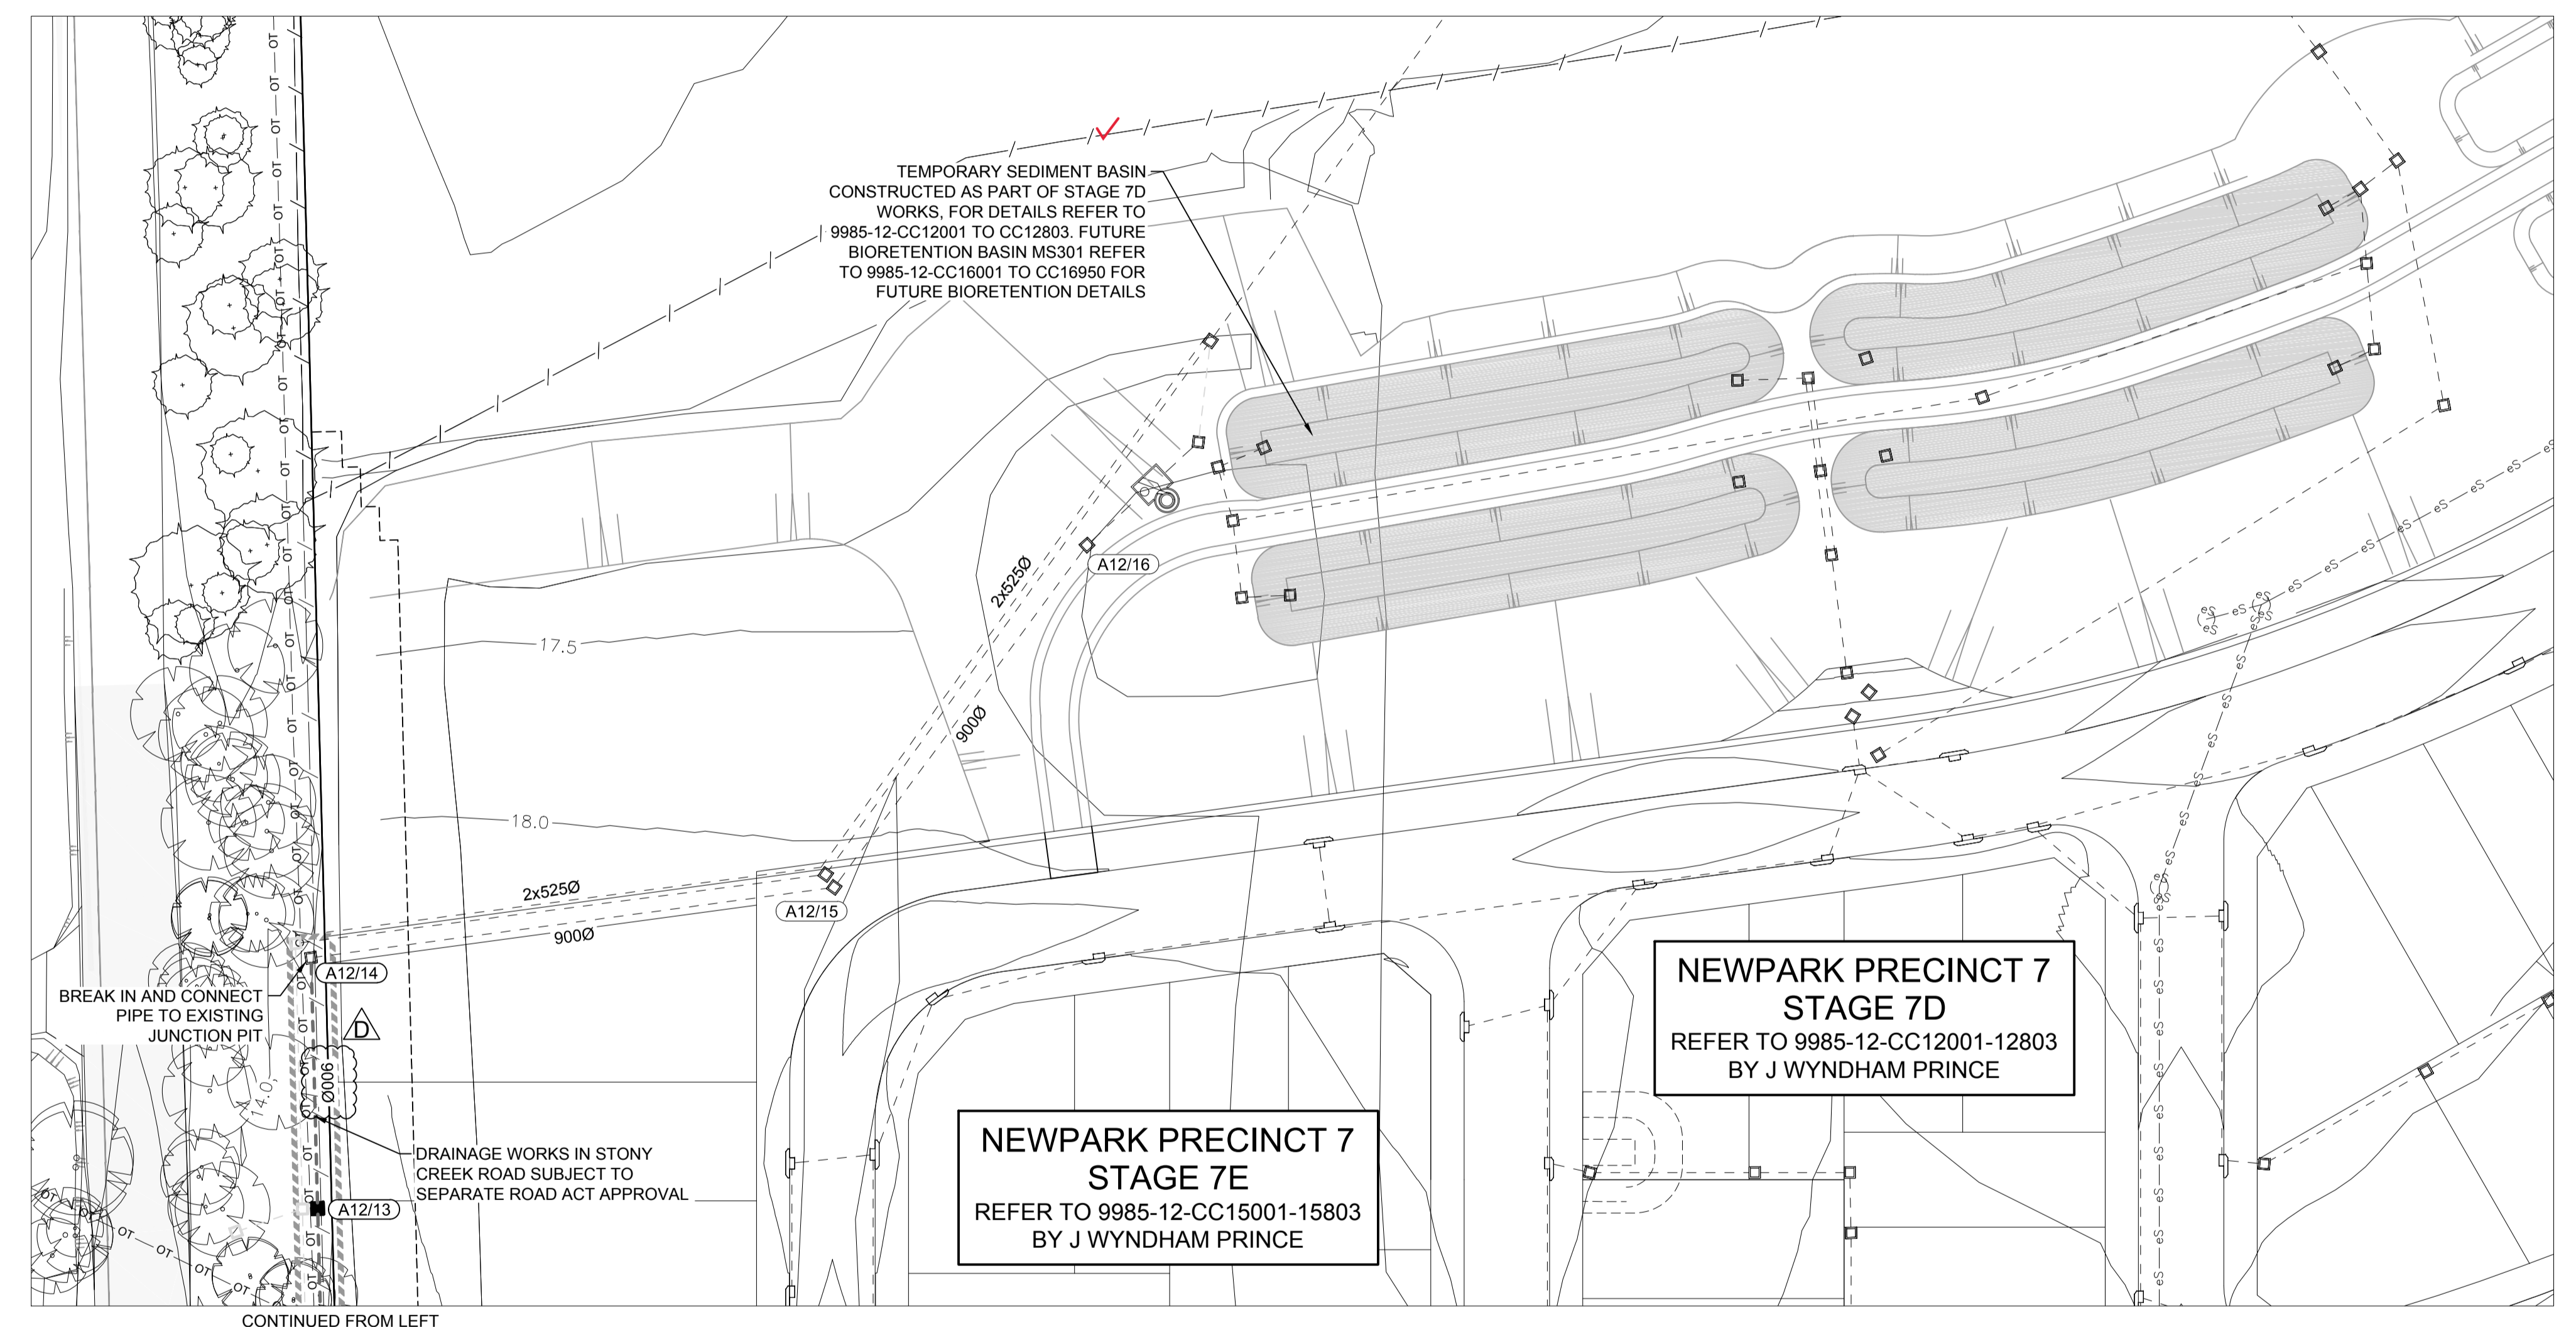 TEMPORARY SEDIMENT BASIN
CONSTRUCTED AS PART OF STAGE 7D
WORKS, FOR DETAILS REFER TO
9985-12-CC12001 TO CC12803. FUTURE
BIORETENTION BASIN MS301 REFER
TO 9985-12-CC16001 TO CC16950 FOR
FUTURE BIORETENTION DETAILS
A12/16
2x525Ø
900Ø
17.5
18.0
2x525Ø
900Ø
A12/15
A12/14
BREAK IN AND CONNECT
PIPE TO EXISTING
JUNCTION PIT
D
900Ø
14.0
DRAINAGE WORKS IN STONY
CREEK ROAD SUBJECT TO
SEPARATE ROAD ACT APPROVAL
A12/13
NEWPARK PRECINCT 7
STAGE 7E
REFER TO 9985-12-CC15001-15803
BY J WYNDHAM PRINCE
NEWPARK PRECINCT 7
STAGE 7D
REFER TO 9985-12-CC12001-12803
BY J WYNDHAM PRINCE
OT
eS
CONTINUED FROM LEFT